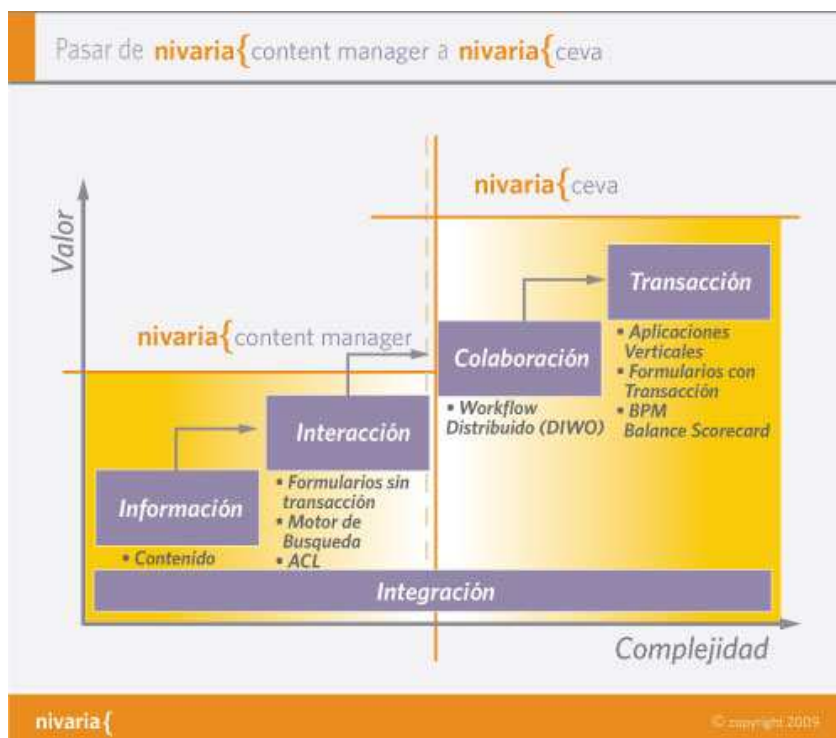 Pasar de nivaria{content manager a nivaria{ceva
nivaria{ceva
Valor
Transacción
• Aplicaciones
Verticales
• Formularios con
Transacción
• BPM
Balance Scorecard
nivaria{content manager
Colaboración
• Workflow
Distribuido (DIWO)
Interacción
• Formularios sin
transacción
• Motor de
Busqueda
• ACL
Información
• Contenido
Integración
Complejidad
nivaria{
© copyright 2009